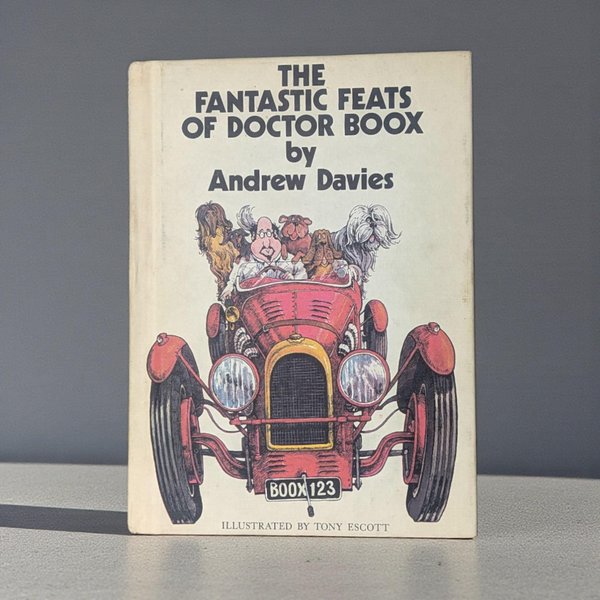 THE
FANTASTIC FEATS
OF DOCTOR BOOX
by
Andrew Davies
BOOX 123
ILLUSTRATED BY TONY ESCOTT